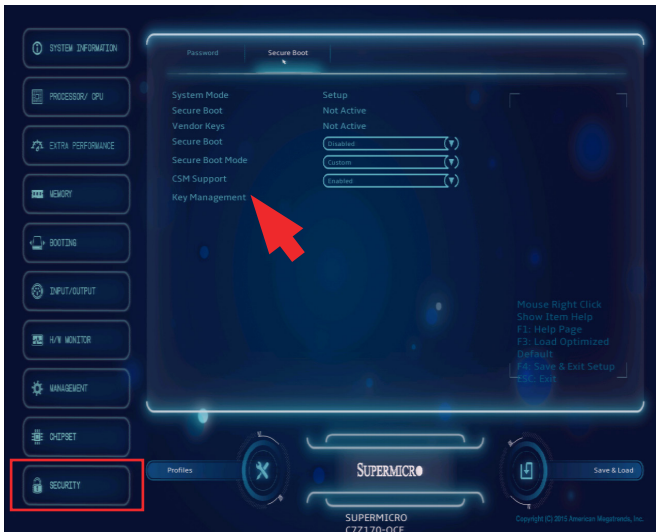 SYSTEM INFORMATION
PROCESSOR/ CPU
EXTRA PERFORMANCE
MEMORY
BOOTING
INPUT/OUTPUT
H/W MONITOR
MANAGEMENT
CHIPSET
SECURITY
Password Secure Boot
System Mode Setup
Secure Boot Not Active
Vendor Keys Not Active
Secure Boot Disabled
Secure Boot Mode Custom
CSM Support Enabled
Key Management
Mouse Right Click
Show Item Help
F1: Help Page
F3: Load Optimized
Default
F4: Save & Exit Setup
ESC: Exit
Profiles
SUPERMICRO
Save & Load
SUPERMICRO
C7Z170-OCE
Copyright (C) 2015 American Megatrends, Inc.